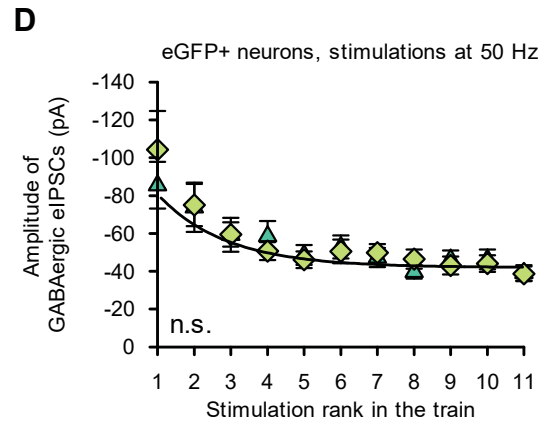 D
eGFP+ neurons, stimulations at 50 Hz
Amplitude of
GABAergic eIPSCs (pA)
-140
-120
-100
-80
-60
-40
-20
0
n.s.
1 2 3 4 5 6 7 8 9 10 11
Stimulation rank in the train